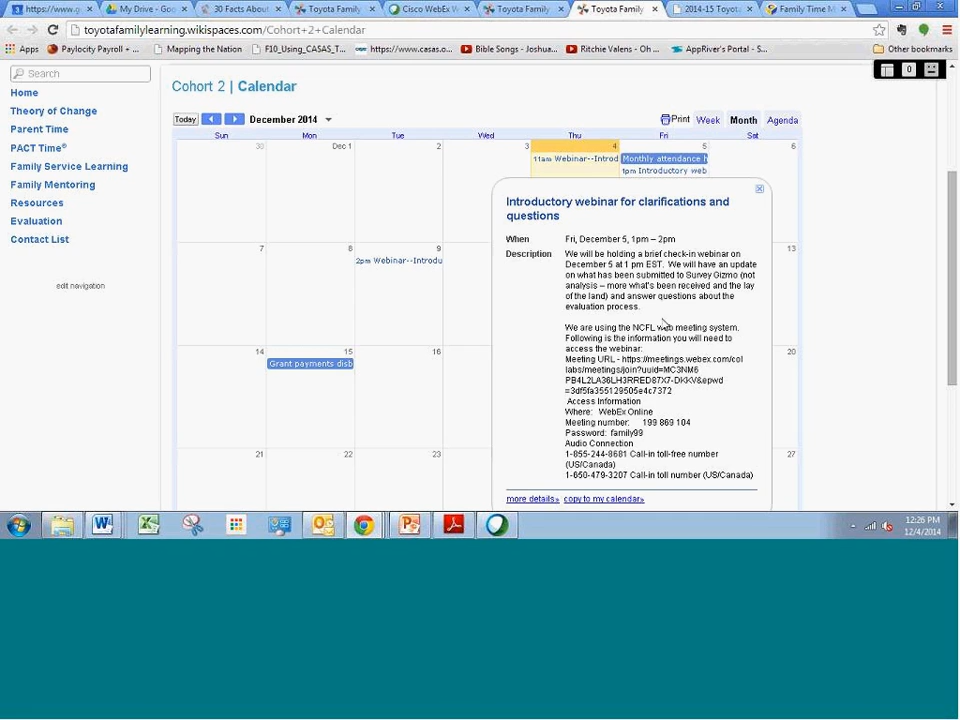 https://www.g
My Drive - Goo
30 Facts About
Toyota Family
Cisco WebEx W
Toyota Family
Toyota Family
2014-15 Toyota
Family Time M
toyotafamilylearning.wikispaces.com/Cohort+2+Calendar
Apps
Paylocity Payroll + ...
Mapping the Nation
F10_Using_CASAS_T...
https://www.casas.o...
Bible Songs - Joshua...
Ritchie Valens - Oh ...
AppRiver's Portal - S...
Other bookmarks
Search
0
Home
Theory of Change
Parent Time
PACT Time®
Family Service Learning
Family Mentoring
Resources
Evaluation
Contact List
edit navigation
Cohort 2 | Calendar
Today
December 2014
Print
Week
Month
Agenda
Sun Mon Tue Wed Thu Fri Sat
30 Dec 1 2 3 4 5 6
11am Webinar--Introd
Monthly attendance h
1pm Introductory web
7 8 9 13
2pm Webinar--Introdu
14 15 16 20
Grant payments disb
21 22 23 27
Introductory webinar for clarifications and
questions
When Fri, December 5, 1pm – 2pm
Description We will be holding a brief check-in webinar on
December 5 at 1 pm EST. We will have an update
on what has been submitted to Survey Gizmo (not
analysis – more what's been received and the lay
of the land) and answer questions about the
evaluation process.
We are using the NCFL web meeting system.
Following is the information you will need to
access the webinar:
Meeting URL - https://meetings.webex.com/col
labs/meetings/join?uuid=MC3NM6
PB4L2LA36LH3RRED87X7-DKKV&epwd
=3df5fa355129505e4c7372
Access Information
Where: WebEx Online
Meeting number: 199 869 104
Password: family99
Audio Connection
1-855-244-8681 Call-in toll-free number
(US/Canada)
1-650-479-3207 Call-in toll number (US/Canada)
more details» copy to my calendar»
12:26 PM
12/4/2014